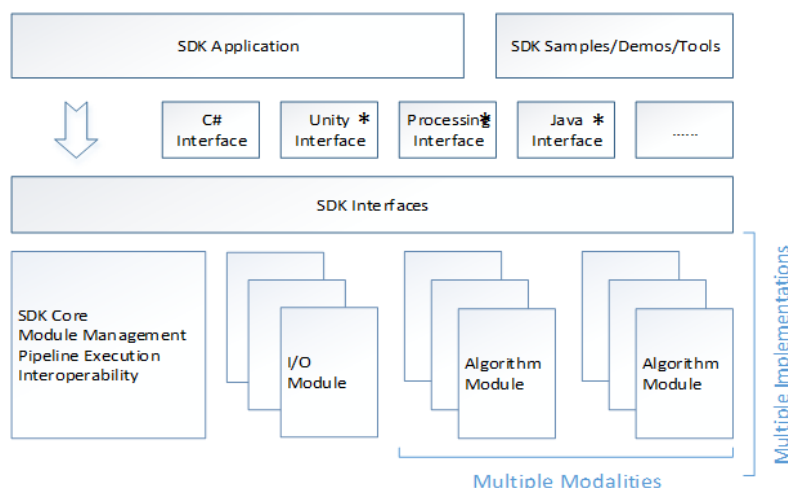 SDK Application
SDK Samples/Demos/Tools
C#
Interface
Unity *
Interface
Processing*
Interface
Java *
Interface
......
SDK Interfaces
SDK Core
Module Management
Pipeline Execution
Interoperability
I/O
Module
Algorithm
Module
Algorithm
Module
Multiple Implementations
Multiple Modalities